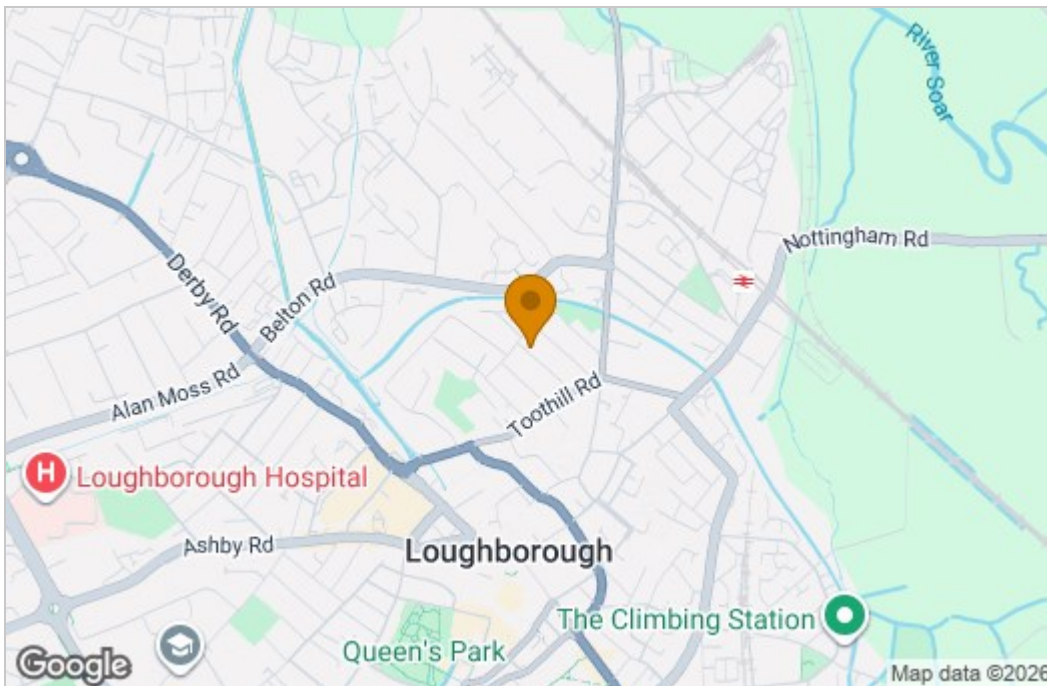 River Soar
Nottingham Rd
Derby Rd
Belton Rd
Alan Moss Rd
Toothill Rd
H
Loughborough Hospital
Ashby Rd
Loughborough
The Climbing Station
Queen's Park
Google
Map data ©2026